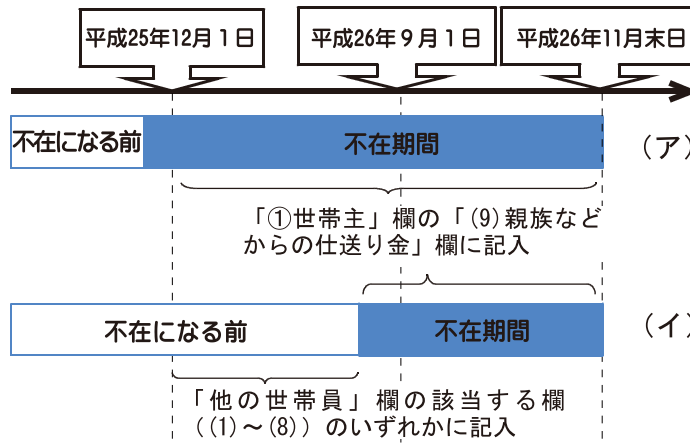 平成25年12月1日
平成26年9月1日
平成26年11月末日
不在になる前
不在期間
(ア)
「①世帯主」欄の「(9)親族など
からの仕送り金」欄に記入
不在になる前
不在期間
(イ)
「他の世帯員」欄の該当する欄
((1)～(8))のいずれかに記入